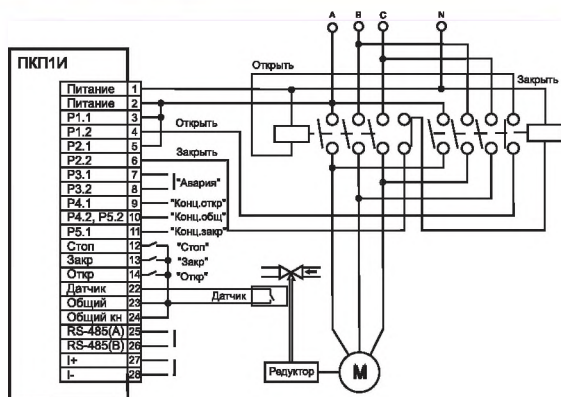 A B C N
ПКП1И
Открыть
Закрыть
Питание 1
Питание 2
P1.1 3
P1.2 4 Открыть
P2.1 5
P2.2 6 Закрыть
P3.1 7
P3.2 8 "Авария"
P4.1 9 "Конц.откр"
P4.2, P5.2 10 "Конц.общ"
P5.1 11 "Конц.закр"
Стоп 12 "Стоп"
Закр 13 "Закр"
Откр 14 "Откр"
Датчик 22
Общий 23 Датчик
Общий кн 24
RS-485(A) 25
RS-485(B) 26
I+ 27
I- 28
Редуктор
М